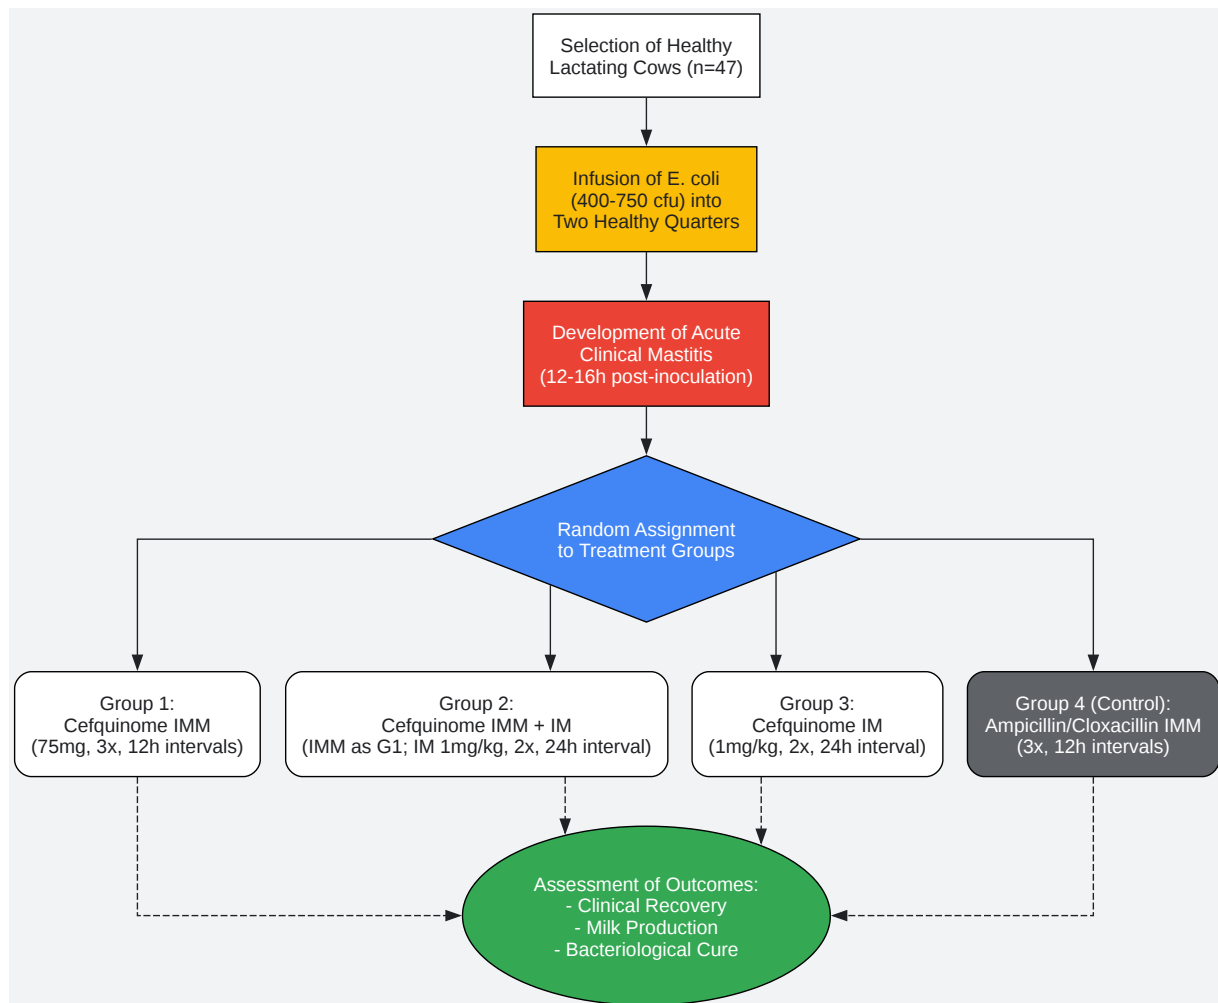 Selection of Healthy
Lactating Cows (n=47)
Infusion of E. coli
(400-750 cfu) into
Two Healthy Quarters
Development of Acute
Clinical Mastitis
(12-16h post-inoculation)
Random Assignment
to Treatment Groups
Group 1:
Cefquinome IMM
(75mg, 3x, 12h intervals)
Group 2:
Cefquinome IMM + IM
(IMM as G1; IM 1mg/kg, 2x, 24h interval)
Group 3:
Cefquinome IM
(1mg/kg, 2x, 24h interval)
Group 4 (Control):
Ampicillin/Cloxacillin IMM
(3x, 12h intervals)
Assessment of Outcomes:
- Clinical Recovery
- Milk Production
- Bacteriological Cure